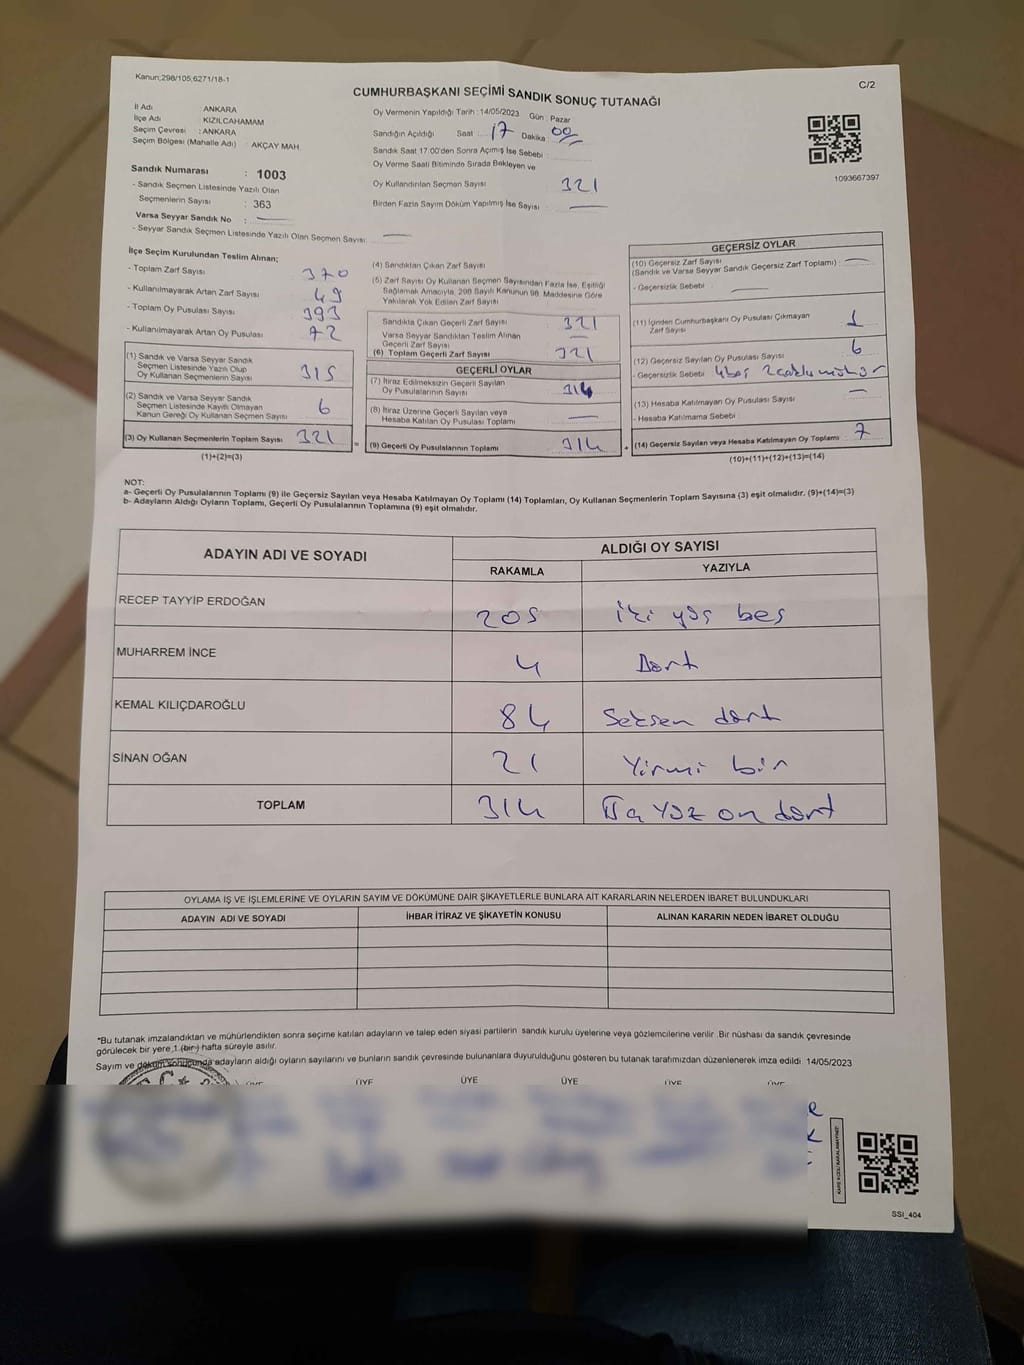 Kanun;298/105;6271/18-1
C/2
CUMHURBAŞKANI SEÇİMİ SANDIK SONUÇ TUTANAĞI
İl Adı ANKARA
İlçe Adı KIZILCAHAMAM
Seçim Çevresi : ANKARA
Seçim Bölgesi (Mahalle Adı) : AKÇAY MAH
Sandık Numarası : 1003
- Sandık Seçmen Listesinde Yazılı Olan
Seçmenlerin Sayısı : 363
Varsa Seyyar Sandık No :
- Seyyar Sandık Seçmen Listesinde Yazılı Olan Seçmen Sayısı:
Oy Vermenin Yapıldığı Tarih : 14/05/2023 Gün : Pazar
Sandığın Açıldığı Saat : 17 Dakika : 00
Sandık Saat 17:00'den Sonra Açılmış İse Sebebi :
Oy Verme Saati Bitiminde Sırada Bekleyen ve
Oy Kullandırılan Seçmen Sayısı 321
Birden Fazla Sayım Döküm Yapılmış İse Sayısı :
1093667397
İlçe Seçim Kurulundan Teslim Alınan;
- Toplam Zarf Sayısı 370
- Kullanılmayarak Artan Zarf Sayısı 49
- Toplam Oy Pusulası Sayısı 393
- Kullanılmayarak Artan Oy Pusulası 72
(1) Sandık ve Varsa Seyyar Sandık
Seçmen Listesinde Yazılı Olup
Oy Kullanan Seçmenlerin Sayısı 315
(2) Sandık ve Varsa Seyyar Sandık
Seçmen Listesinde Kayıtlı Olmayan
Kanun Gereği Oy Kullanan Seçmen Sayısı 6
(3) Oy Kullanan Seçmenlerin Toplam Sayısı 321
(1)+(2)=(3)
(4) Sandıktan Çıkan Zarf Sayısı
(5) Zarf Sayısı Oy Kullanan Seçmen Sayısından Fazla İse, Eşitliği
Sağlamak Amacıyla, 298 Sayılı Kanunun 98. Maddesine Göre
Yakılarak Yok Edilen Zarf Sayısı
Sandıkta Çıkan Geçerli Zarf Sayısı 321
Varsa Seyyar Sandıktan Teslim Alınan
Geçerli Zarf Sayısı
(6) Toplam Geçerli Zarf Sayısı 321
GEÇERLİ OYLAR
(7) İtiraz Edilmeksizin Geçerli Sayılan
Oy Pusulalarının Sayısı 314
(8) İtiraz Üzerine Geçerli Sayılan veya
Hesaba Katılan Oy Pusulası Toplamı
= (9) Geçerli Oy Pusulalarının Toplamı 314 +
GEÇERSİZ OYLAR
(10) Geçersiz Zarf Sayısı
(Sandık ve Varsa Seyyar Sandık Geçersiz Zarf Toplamı) :
- Geçersizlik Sebebi :
(11) İçinden Cumhurbaşkanı Oy Pusulası Çıkmayan
Zarf Sayısı 1
(12) Geçersiz Sayılan Oy Pusulası Sayısı 6
- Geçersizlik Sebebi 4 boş 2
(13) Hesaba Katılmayan Oy Pusulası Sayısı
- Hesaba Katılmama Sebebi :
(14) Geçersiz Sayılan veya Hesaba Katılmayan Oy Toplamı 7
(10)+(11)+(12)+(13)=(14)
NOT:
a- Geçerli Oy Pusulalarının Toplamı (9) ile Geçersiz Sayılan veya Hesaba Katılmayan Oy Toplamı (14) Toplamları, Oy Kullanan Seçmenlerin Toplam Sayısına (3) eşit olmalıdır. (9)+(14)=(3)
b- Adayların Aldığı Oyların Toplamı, Geçerli Oy Pusulalarının Toplamına (9) eşit olmalıdır.
ADAYIN ADI VE SOYADI ALDIĞI OY SAYISI
RAKAMLA YAZIYLA
RECEP TAYYİP ERDOĞAN 205 iki yüz beş
MUHARREM İNCE 4 Dört
KEMAL KILIÇDAROĞLU 84 Seksen dört
SİNAN OĞAN 21 Yirmi bir
TOPLAM 314 yüz on dört
OYLAMA İŞ VE İŞLEMLERİNE VE OYLARIN SAYIM VE DÖKÜMÜNE DAİR ŞİKAYETLERLE BUNLARA AİT KARARLARIN NELERDEN İBARET BULUNDUKLARI
ADAYIN ADI VE SOYADI İHBAR İTİRAZ VE ŞİKAYETİN KONUSU ALINAN KARARIN NEDEN İBARET OLDUĞU
*Bu tutanak imzalandıktan ve mühürlendikten sonra seçime katılan adayların ve talep eden siyasi partilerin sandık kurulu üyelerine veya gözlemcilerine verilir. Bir nüshası da sandık çevresinde
görülecek bir yere 1 (bir) hafta süreyle asılır.
Sayım ve döküm sonucunda adayların aldığı oyların sayılarını ve bunların sandık çevresinde bulunanlara duyurulduğunu gösteren bu tutanak tarafımızdan düzenlenerek imza edildi. 14/05/2023
ÜYE ÜYE ÜYE ÜYE ÜYE ÜYE
SSI_404